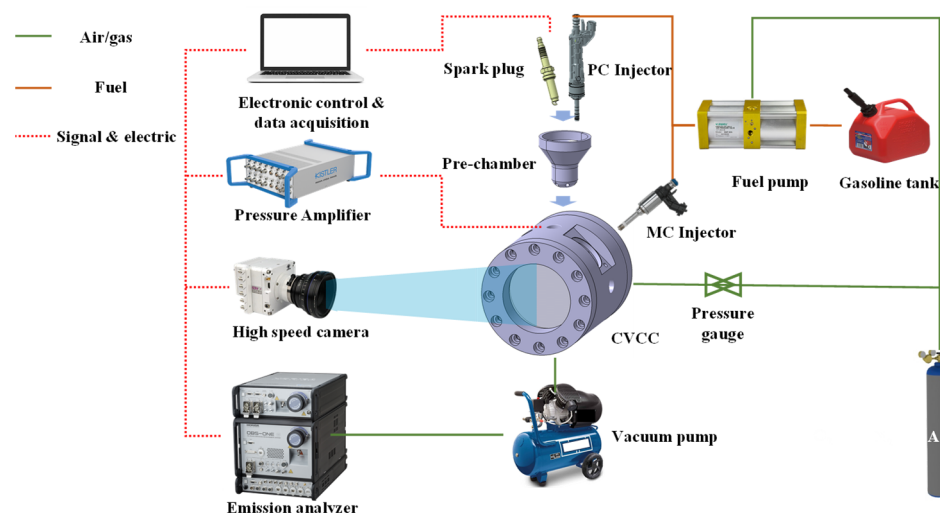 Air/gas
Fuel
Signal & electric
Electronic control &
data acquisition
Spark plug
PC Injector
Pre-chamber
KISTLER
Pressure Amplifier
Fuel pump
Gasoline tank
MC Injector
High speed camera
CVCC
Pressure
gauge
Vacuum pump
Emission analyzer
A